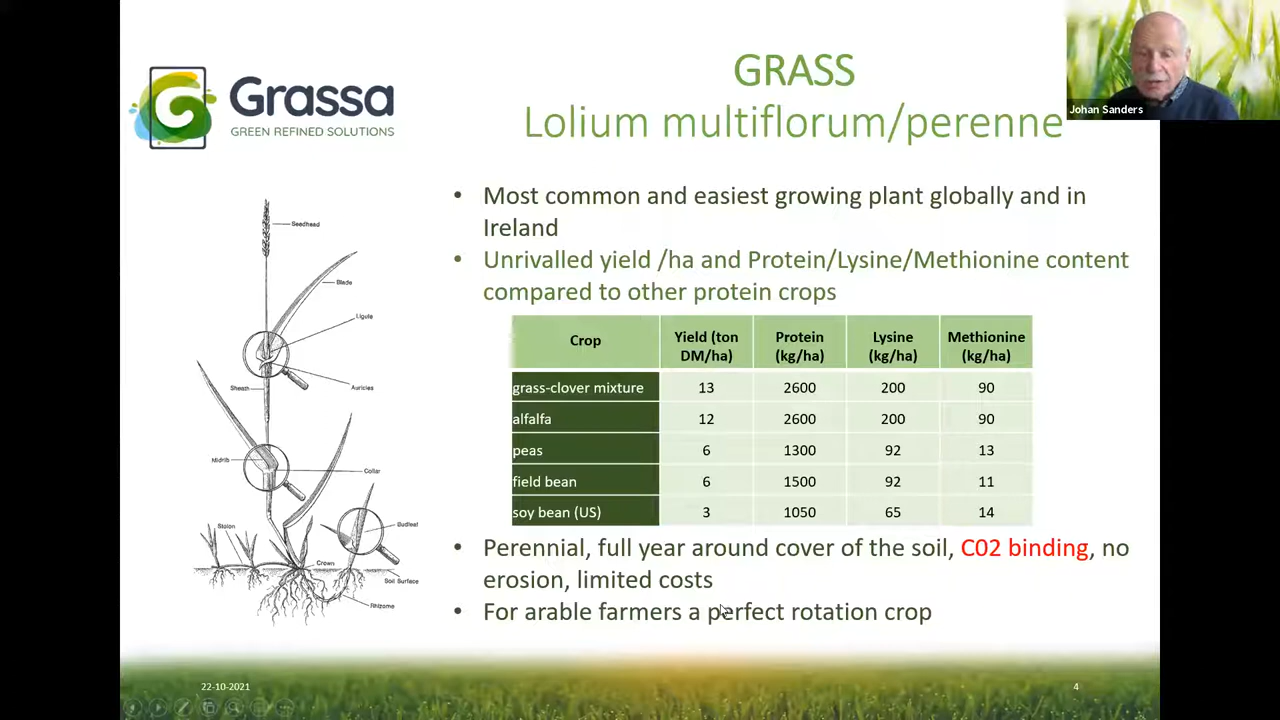 Grassa
GREEN REFINED SOLUTIONS
GRASS
Lolium multiflorum/perenne
Johan Sanders
• Most common and easiest growing plant globally and in
Ireland
• Unrivalled yield /ha and Protein/Lysine/Methionine content
compared to other protein crops
Crop Yield (ton DM/ha) Protein (kg/ha) Lysine (kg/ha) Methionine (kg/ha)
grass-clover mixture 13 2600 200 90
alfalfa 12 2600 200 90
peas 6 1300 92 13
field bean 6 1500 92 11
soy bean (US) 3 1050 65 14
• Perennial, full year around cover of the soil, C02 binding, no
erosion, limited costs
• For arable farmers a perfect rotation crop
Seedhead
Blade
Ligule
Auricles
Sheath
Midrib
Collar
Stolon
Budleaf
Crown
Soil Surface
Rhizome
22-10-2021
4